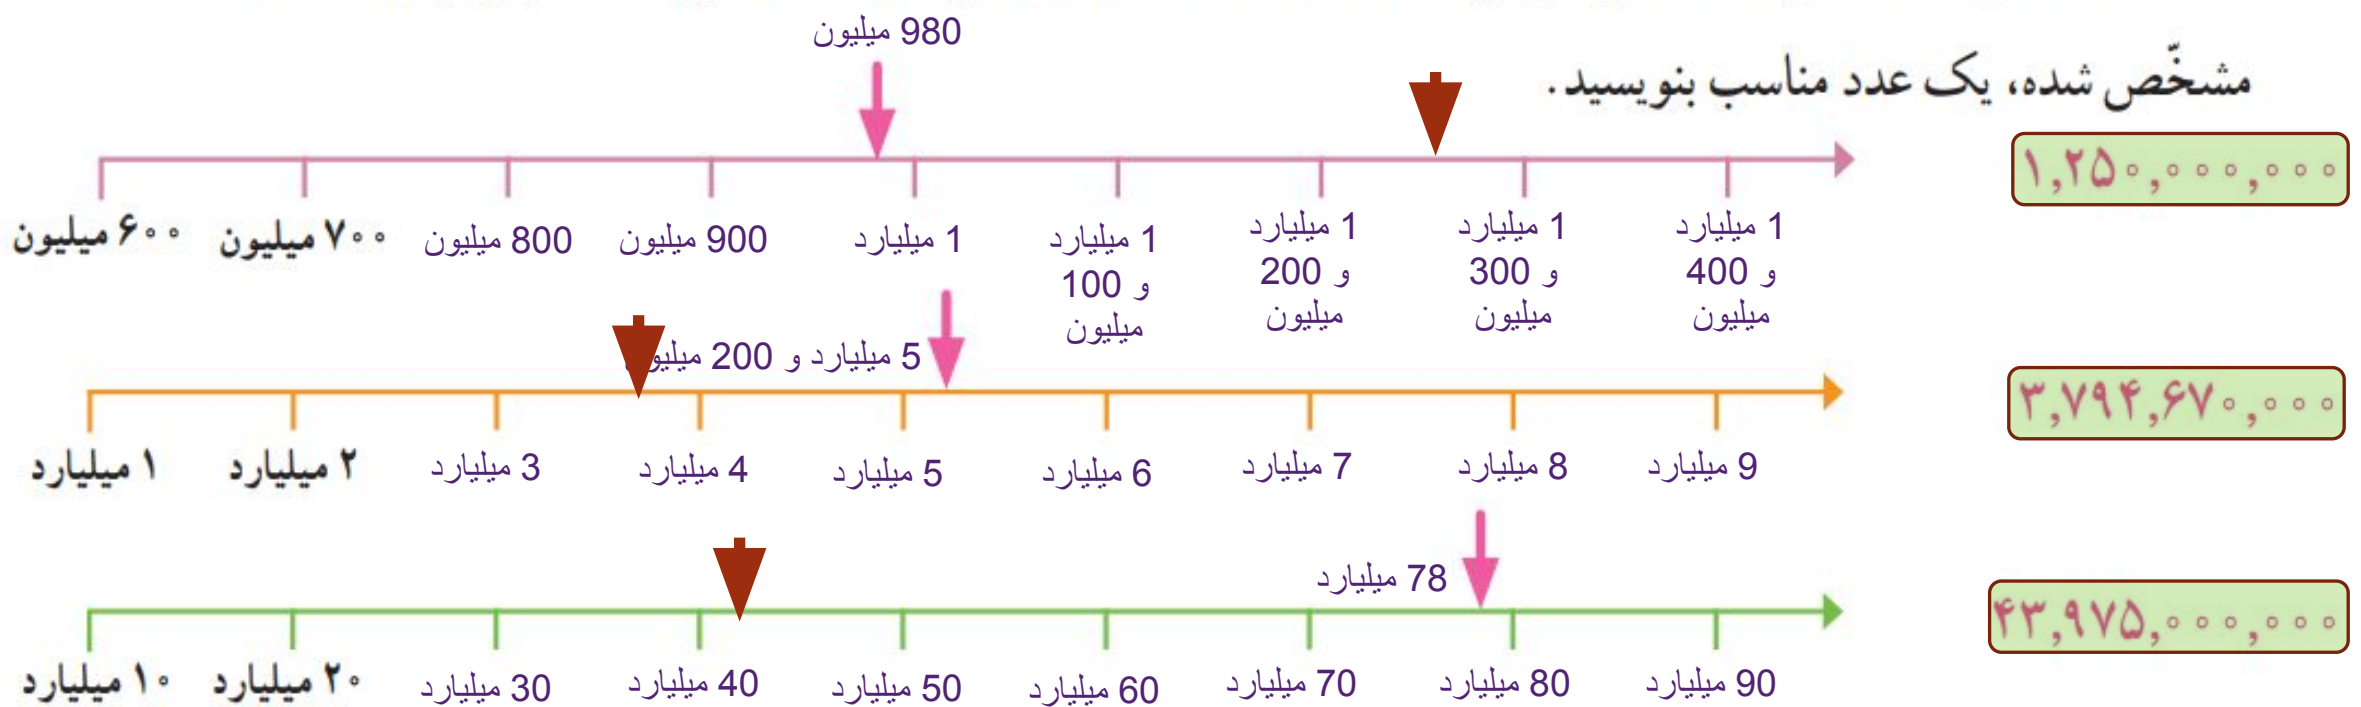 980 میلیون
مشخّص شده، یک عدد مناسب بنویسید.
۱,۲۵۰,۰۰۰,۰۰۰
۶۰۰ میلیون
۷۰۰ میلیون
800 میلیون
900 میلیون
1 میلیارد
1 میلیارد
و 100
میلیون
1 میلیارد
و 200
میلیون
1 میلیارد
و 300
میلیون
1 میلیارد
و 400
میلیون
5 میلیارد و 200
۳,۷۹۴,۶۷۰,۰۰۰
۱ میلیارد
۲ میلیارد
3 میلیارد
4 میلیارد
5 میلیارد
6 میلیارد
7 میلیارد
8 میلیارد
9 میلیارد
78 میلیارد
۴۳,۹۷۵,۰۰۰,۰۰۰
۱۰ میلیارد
۲۰ میلیارد
30 میلیارد
40 میلیارد
50 میلیارد
60 میلیارد
70 میلیارد
80 میلیارد
90 میلیارد